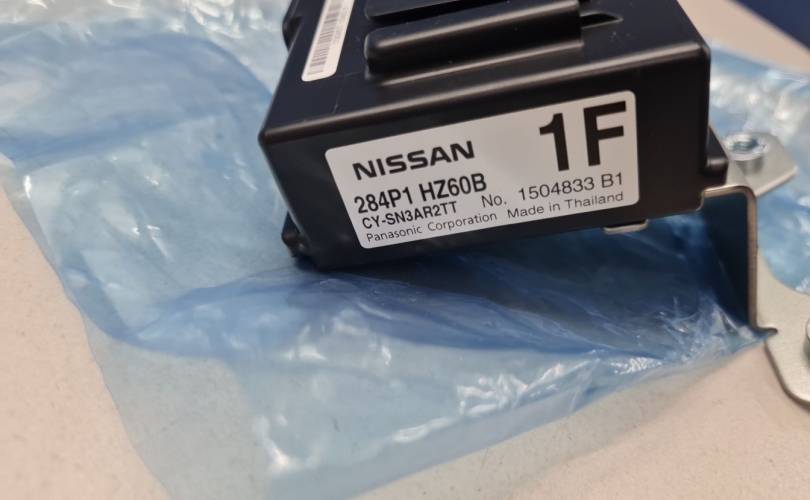 NISSAN 1F
284P1 HZ60B
CY-SN3AR2TT No. 1504833 B1
Panasonic Corporation Made in Thailand